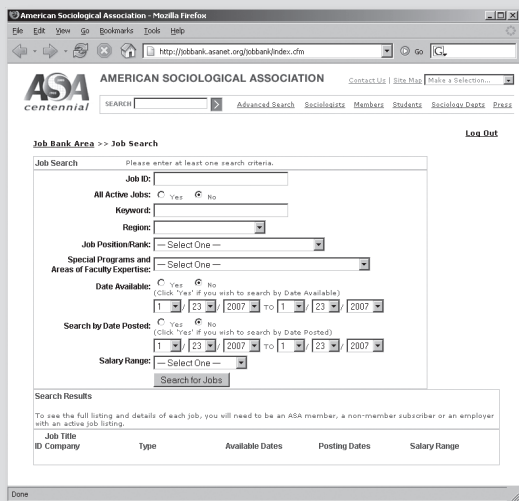 American Sociological Association - Mozilla Firefox
File Edit View Go Bookmarks Tools Help
http://jobbank.asanet.org/jobbank/index.cfm Go G
ASA centennial
AMERICAN SOCIOLOGICAL ASSOCIATION
Contact Us | Site Map Make a Selection...
SEARCH Advanced Search Sociologists Members Students Sociology Depts Press
Log Out
Job Bank Area >> Job Search
Job Search Please enter at least one search criteria.
Job ID:
All Active Jobs: Yes No
Keyword:
Region:
Job Position/Rank: — Select One —
Special Programs and
Areas of Faculty Expertise: — Select One —
Date Available: Yes No
(Click 'Yes' if you wish to search by Date Available)
1 / 23 / 2007 TO 1 / 23 / 2007
Search by Date Posted: Yes No
(Click 'Yes' if you wish to search by Date Posted)
1 / 23 / 2007 TO 1 / 23 / 2007
Salary Range: — Select One —
Search for Jobs
Search Results
To see the full listing and details of each job, you will need to be an ASA member, a non-member subscriber or an employer
with an active job listing.
Job Title
ID Company Type Available Dates Posting Dates Salary Range
Done